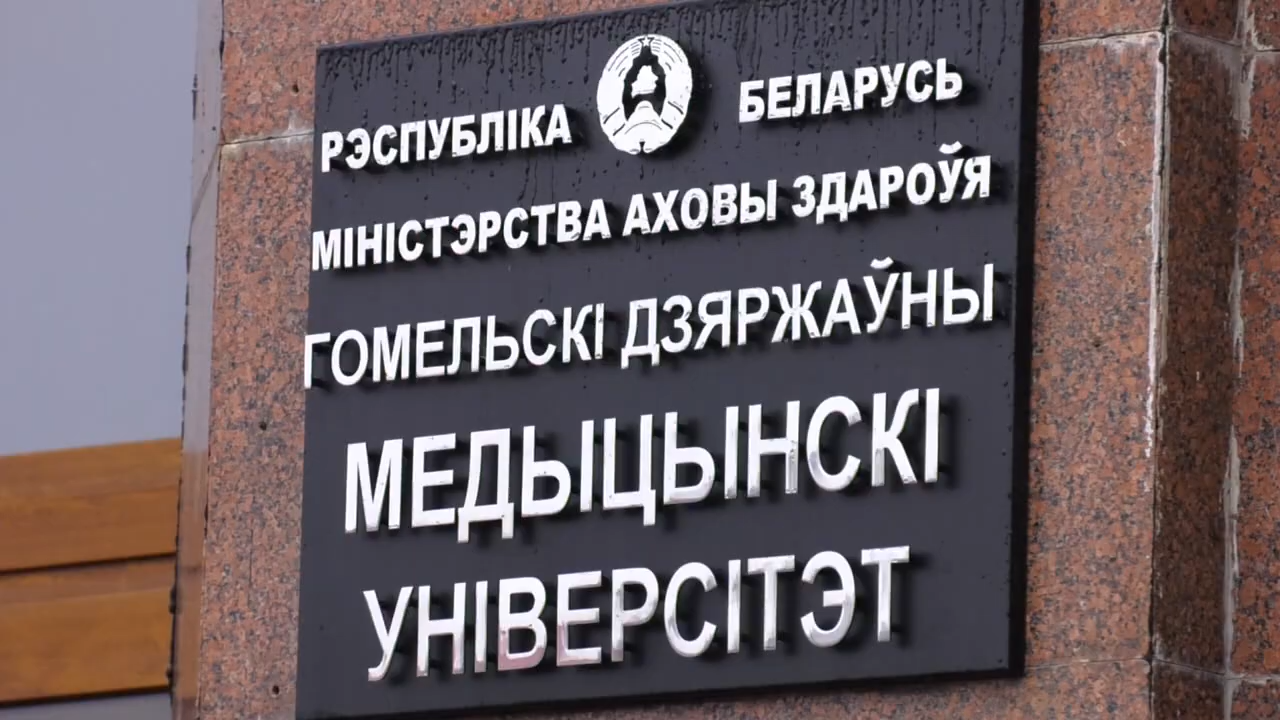 РЭСПУБЛІКА БЕЛАРУСЬ
МІНІСТЭРСТВА АХОВЫ ЗДАРОЎЯ
ГОМЕЛЬСКІ ДЗЯРЖАЎНЫ
МЕДЫЦЫНСКІ
УНІВЕРСІТЭТ